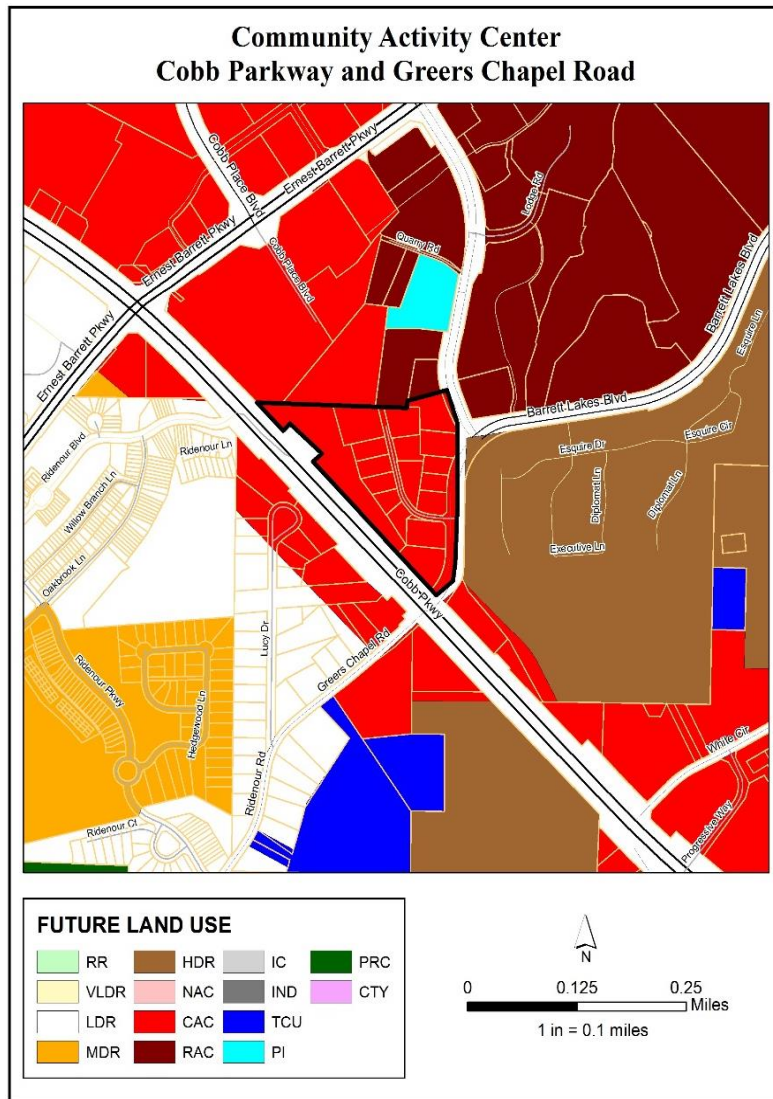 Community Activity Center
Cobb Parkway and Greers Chapel Road
Cobb Place Blvd
Ernest Barrett Pkwy
Ernest Barrett Pkwy
Cobb Place Blvd
Ernest Barrett Pkwy
Lodge Rd
Quarry Rd
Barrett Lakes Blvd
Esquire Ln
Barrett Lakes Blvd
Ridenour Blvd
Ridenour Ln
Willow Branch Ln
Oakbrook Ln
Esquire Dr
Esquire Cir
Diplomat Ln
Diplomat Ln
Executive Ln
Cobb Pkwy
Greers Chapel Rd
Lucy Dr
Ridenour Pkwy
Hedgewood Ln
Ridenour Rd
Ridenour Ct
White Cir
Progressive Way
FUTURE LAND USE
RR
HDR
IC
PRC
VLDR
NAC
IND
CTY
LDR
CAC
TCU
MDR
RAC
PI
N
0 0.125 0.25
Miles
1 in = 0.1 miles